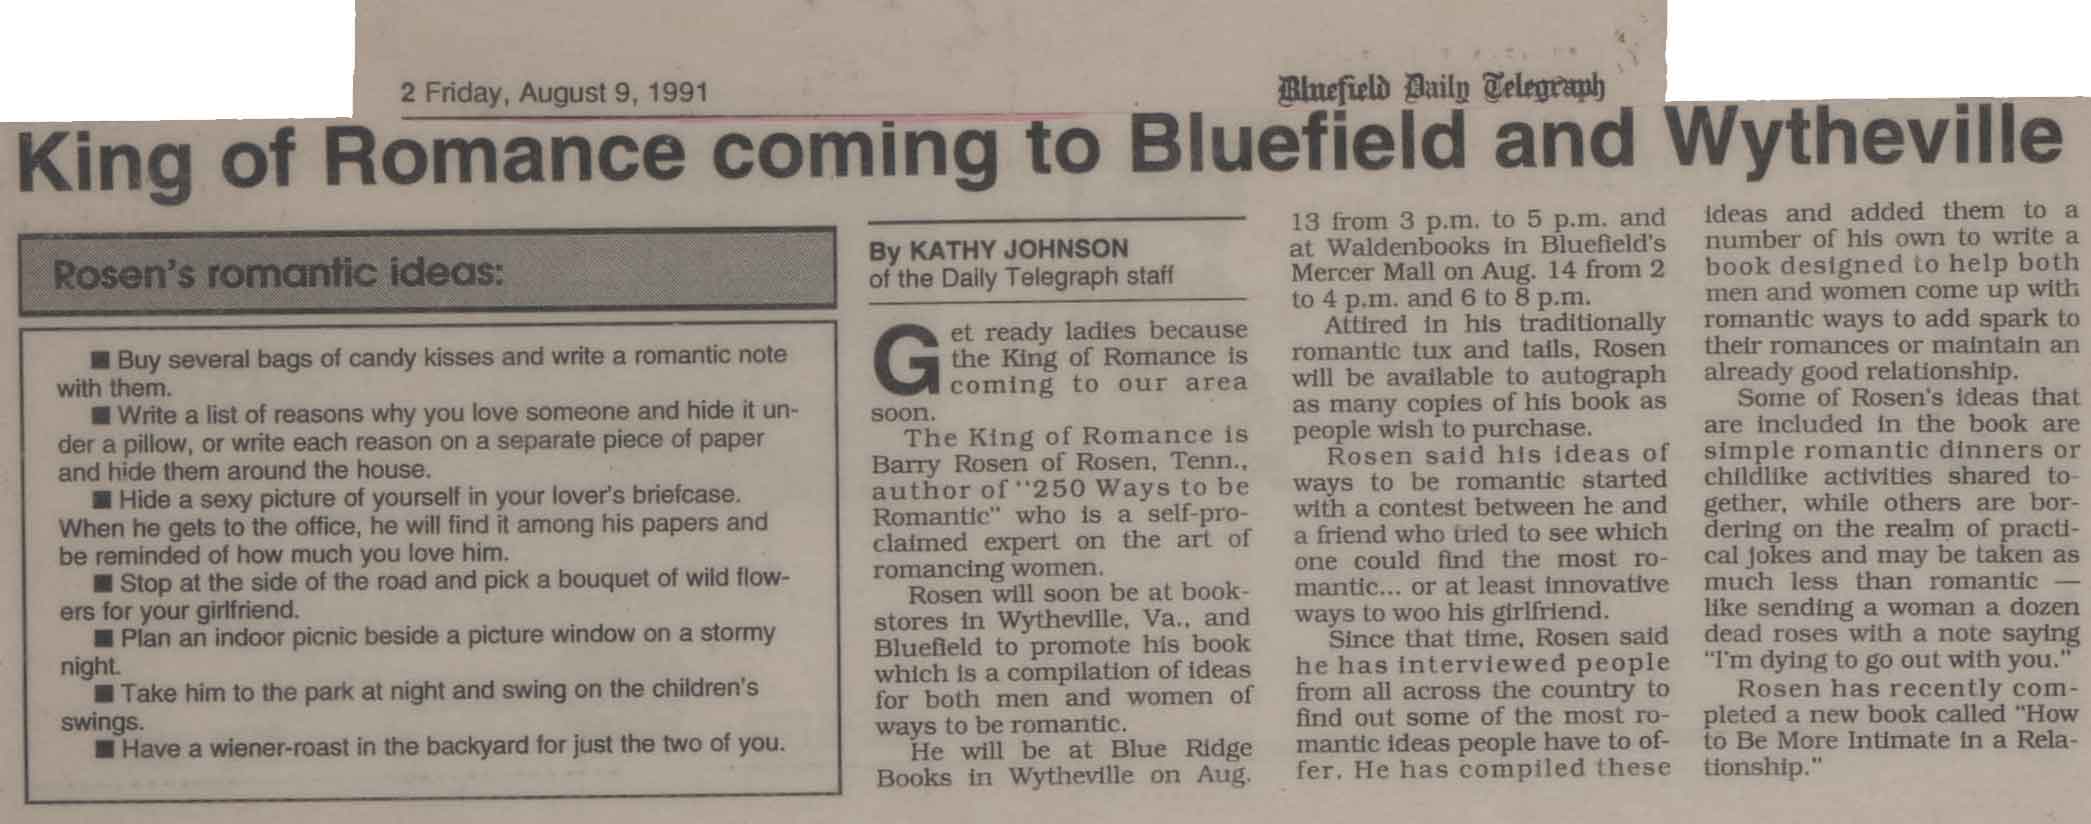 2 Friday, August 9, 1991
Bluefield Daily Telegraph
King of Romance coming to Bluefield and Wytheville
Rosen's romantic ideas:
■ Buy several bags of candy kisses and write a romantic note
with them.
■ Write a list of reasons why you love someone and hide it un-
der a pillow, or write each reason on a separate piece of paper
and hide them around the house.
■ Hide a sexy picture of yourself in your lover's briefcase.
When he gets to the office, he will find it among his papers and
be reminded of how much you love him.
■ Stop at the side of the road and pick a bouquet of wild flow-
ers for your girlfriend.
■ Plan an indoor picnic beside a picture window on a stormy
night.
■ Take him to the park at night and swing on the children's
swings.
■ Have a wiener-roast in the backyard for just the two of you.
By KATHY JOHNSON
of the Daily Telegraph staff
Get ready ladies because
the King of Romance is
coming to our area
soon.
The King of Romance is
Barry Rosen of Rosen, Tenn.,
author of "250 Ways to be
Romantic" who is a self-pro-
claimed expert on the art of
romancing women.
Rosen will soon be at book-
stores in Wytheville, Va., and
Bluefield to promote his book
which is a compilation of ideas
for both men and women of
ways to be romantic.
He will be at Blue Ridge
Books in Wytheville on Aug.
13 from 3 p.m. to 5 p.m. and
at Waldenbooks in Bluefield's
Mercer Mall on Aug. 14 from 2
to 4 p.m. and 6 to 8 p.m.
Attired in his traditionally
romantic tux and tails, Rosen
will be available to autograph
as many copies of his book as
people wish to purchase.
Rosen said his ideas of
ways to be romantic started
with a contest between he and
a friend who tried to see which
one could find the most ro-
mantic... or at least innovative
ways to woo his girlfriend.
Since that time, Rosen said
he has interviewed people
from all across the country to
find out some of the most ro-
mantic ideas people have to of-
fer. He has compiled these
ideas and added them to a
number of his own to write a
book designed to help both
men and women come up with
romantic ways to add spark to
their romances or maintain an
already good relationship.
Some of Rosen's ideas that
are included in the book are
simple romantic dinners or
childlike activities shared to-
gether, while others are bor-
dering on the realm of practi-
cal jokes and may be taken as
much less than romantic —
like sending a woman a dozen
dead roses with a note saying
"I'm dying to go out with you."
Rosen has recently com-
pleted a new book called "How
to Be More Intimate in a Rela-
tionship."